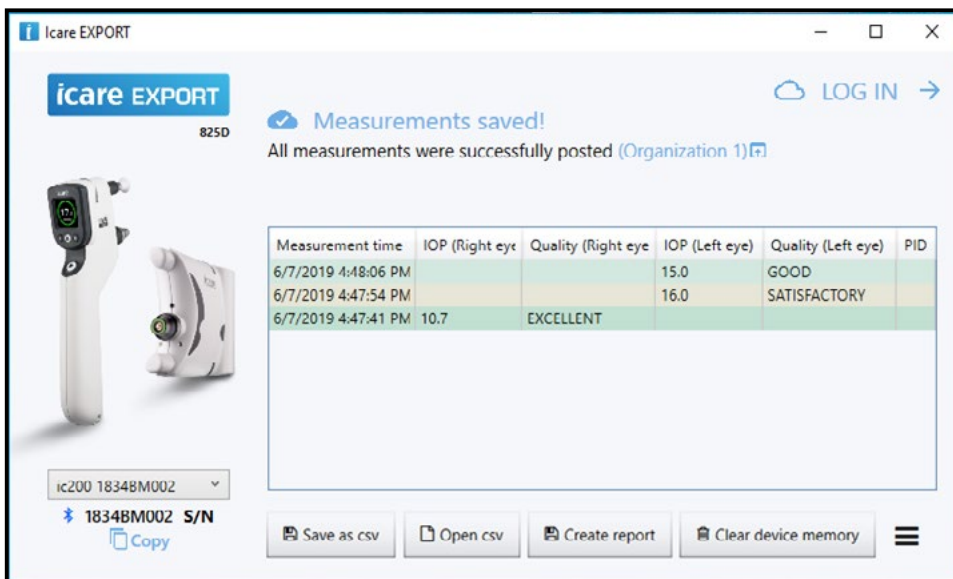 Icare EXPORT
icare EXPORT
825D
LOG IN
Measurements saved!
All measurements were successfully posted (Organization 1)
Measurement time IOP (Right eye Quality (Right eye IOP (Left eye) Quality (Left eye) PID
6/7/2019 4:48:06 PM 15.0 GOOD
6/7/2019 4:47:54 PM 16.0 SATISFACTORY
6/7/2019 4:47:41 PM 10.7 EXCELLENT
ic200 1834BM002
1834BM002 S/N
Copy
Save as csv Open csv Create report Clear device memory